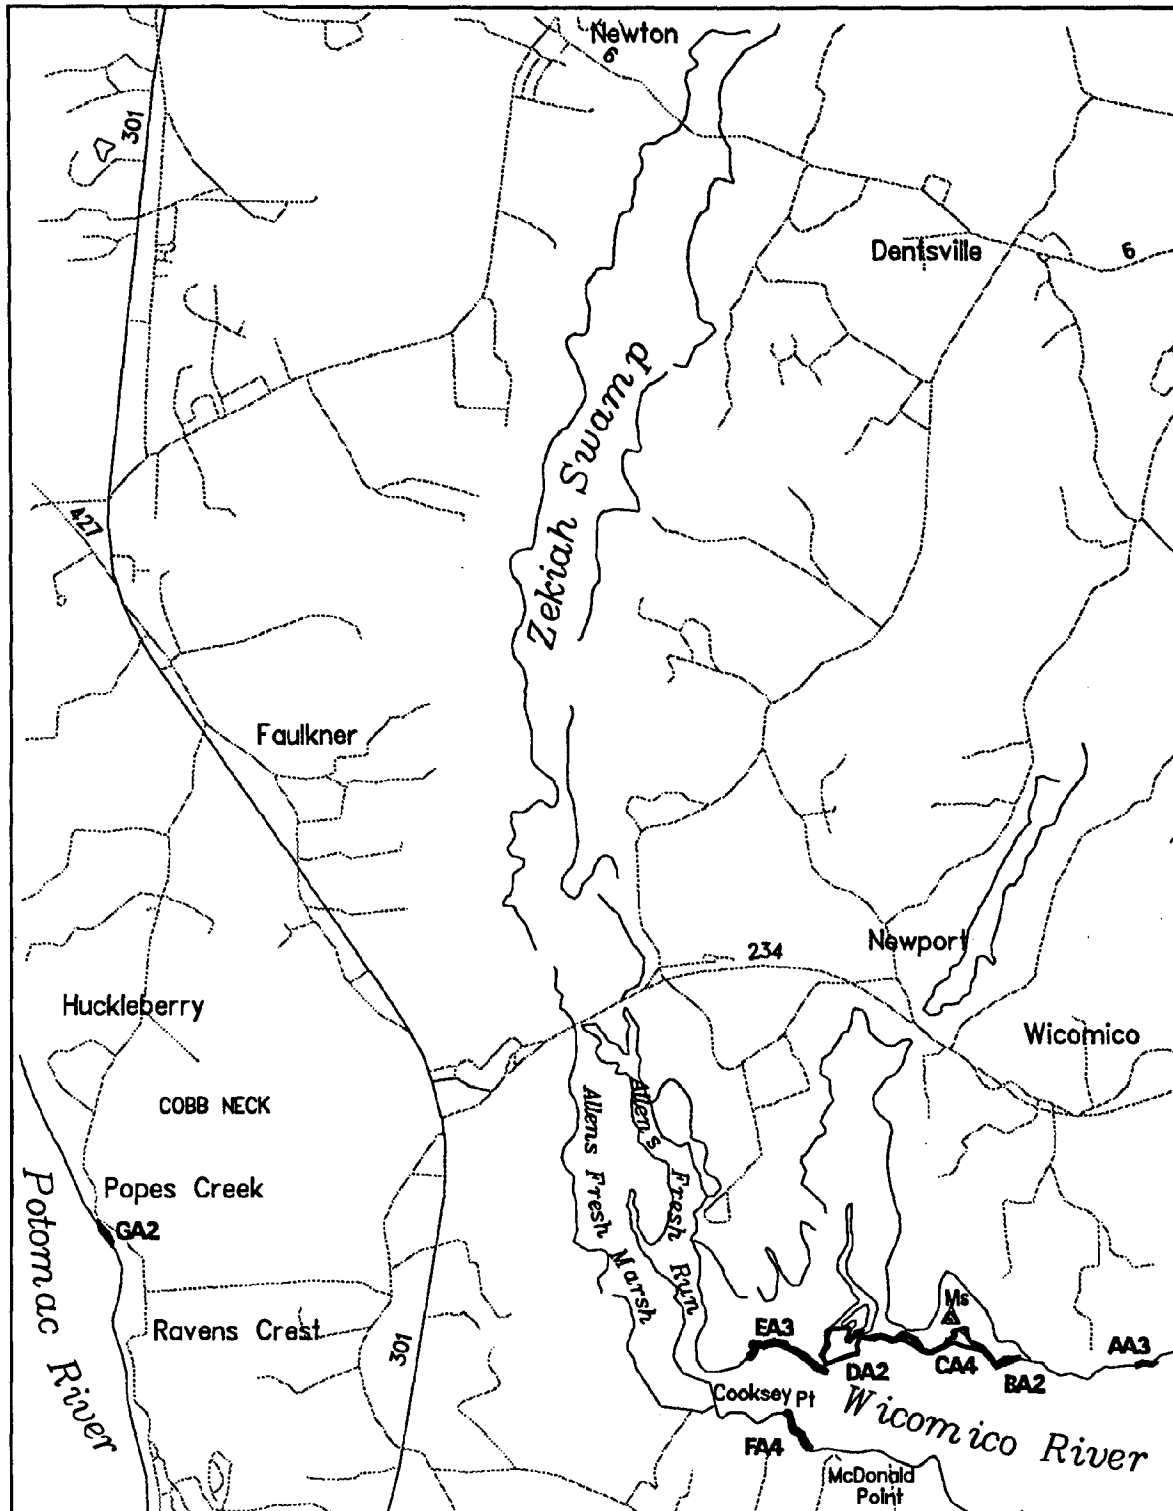 Newton
6
301
Dentsville
6
Zekiah Swamp
427
Faulkner
Newport
234
Huckleberry
Wicomico
COBB NECK
Allens Fresh Marsh
Allens Fresh Run
Popes Creek
GA2
Potomac River
Ravens Crest
301
Ms
EA3
DA2
CA4
BA2
AA3
Cooksey Pt
Wicomico River
FA4
McDonald
Point